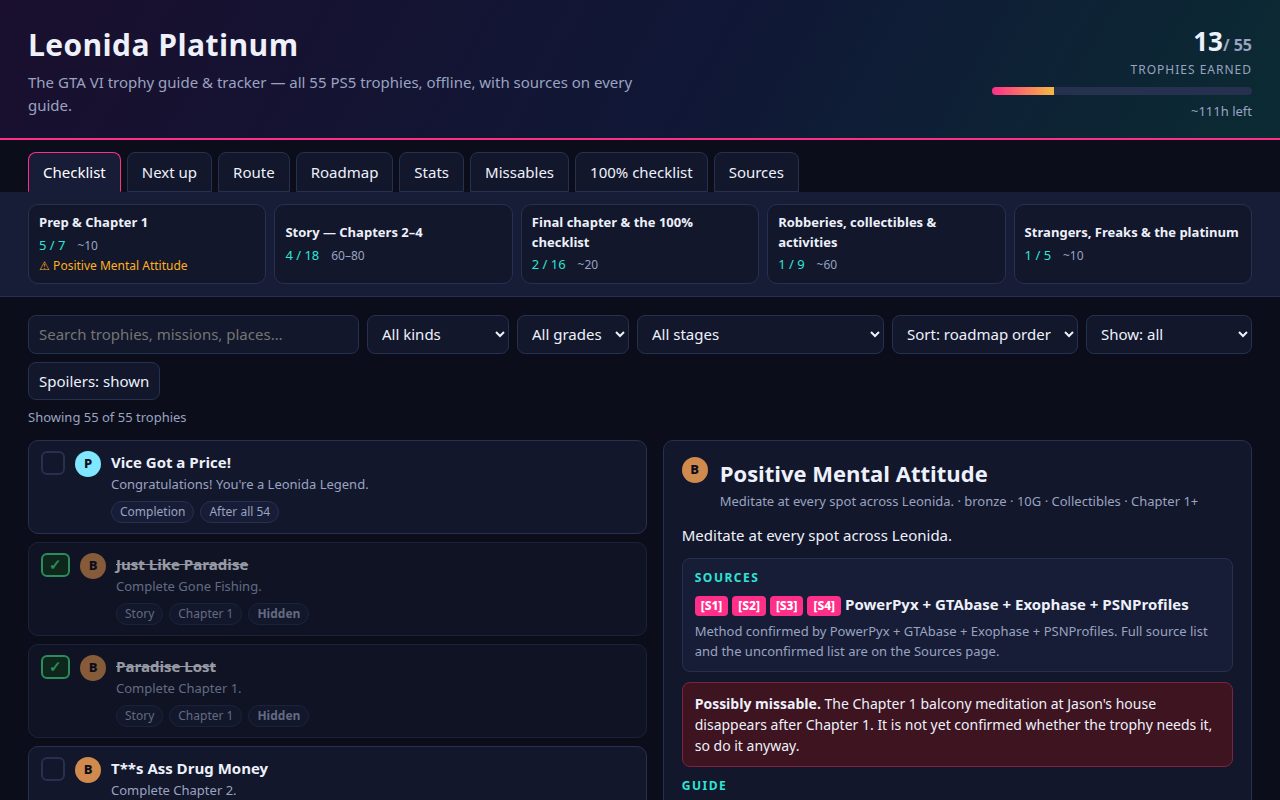 Leonida Platinum
The GTA VI trophy guide & tracker — all 55 PS5 trophies, offline, with sources on every
guide.
13 / 55
TROPHIES EARNED
~111h left
Checklist
Next up
Route
Roadmap
Stats
Missables
100% checklist
Sources
Prep & Chapter 1
5 / 7 ~10
⚠ Positive Mental Attitude
Story — Chapters 2–4
4 / 18 60–80
Final chapter & the 100%
checklist
2 / 16 ~20
Robberies, collectibles &
activities
1 / 9 ~60
Strangers, Freaks & the platinum
1 / 5 ~10
Search trophies, missions, places...
All kinds
All grades
All stages
Sort: roadmap order
Show: all
Spoilers: shown
Showing 55 of 55 trophies
P
Vice Got a Price!
Congratulations! You're a Leonida Legend.
Completion
After all 54
✓
B
Just Like Paradise
Complete Gone Fishing.
Story
Chapter 1
Hidden
✓
B
Paradise Lost
Complete Chapter 1.
Story
Chapter 1
Hidden
B
T**s Ass Drug Money
Complete Chapter 2.
B
Positive Mental Attitude
Meditate at every spot across Leonida. · bronze · 10G · Collectibles · Chapter 1+
Meditate at every spot across Leonida.
SOURCES
[S1] [S2] [S3] [S4] PowerPyx + GTAbase + Exophase + PSNProfiles
Method confirmed by PowerPyx + GTAbase + Exophase + PSNProfiles. Full source list
and the unconfirmed list are on the Sources page.
Possibly missable. The Chapter 1 balcony meditation at Jason's house
disappears after Chapter 1. It is not yet confirmed whether the trophy needs it,
so do it anyway.
GUIDE